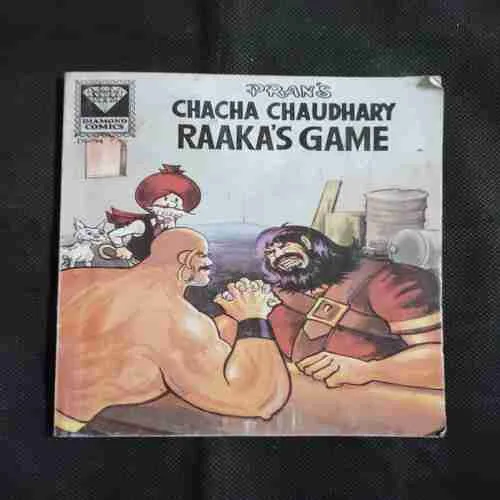 PRAN'S
CHACHA CHAUDHARY
RAAKA'S GAME
DIAMOND
COMICS